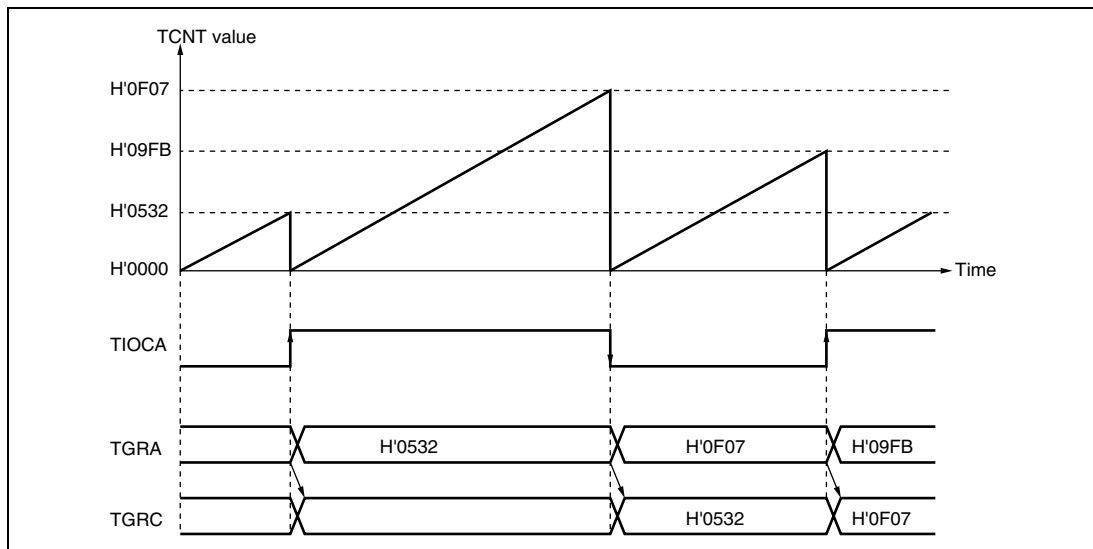 TCNT value
H'0F07
H'09FB
H'0532
H'0000
Time
TIOCA
TGRA
H'0532
H'0F07
H'09FB
TGRC
H'0532
H'0F07